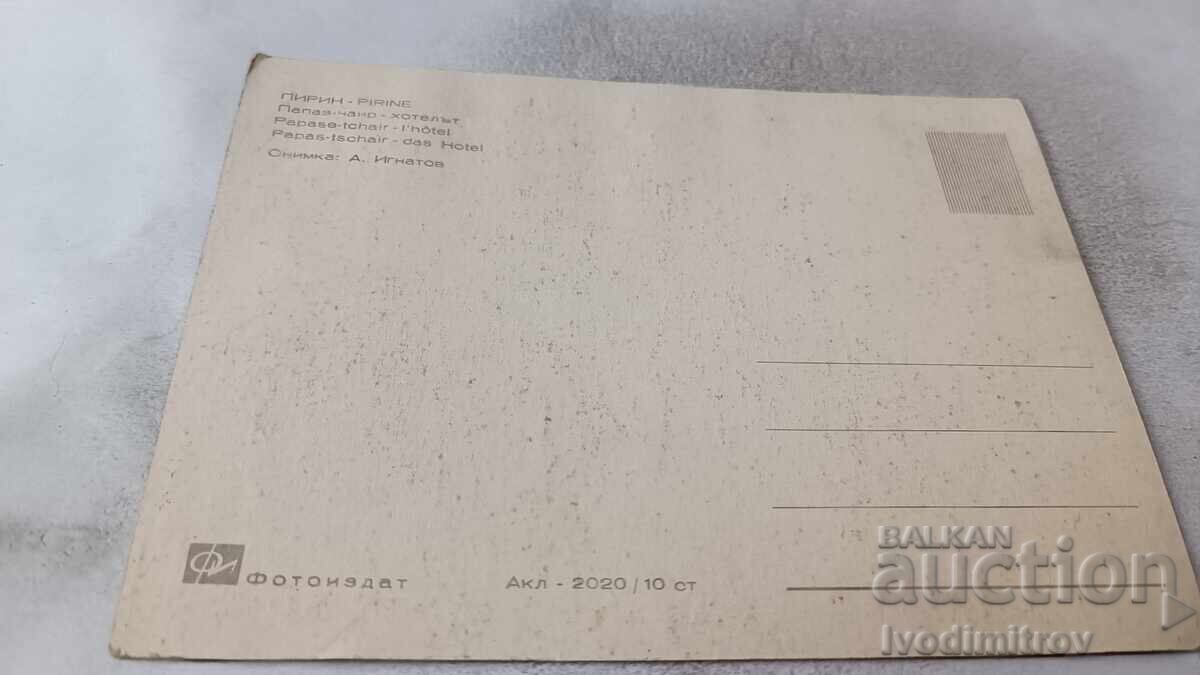 ПИРИН - PIRINE
Папаз-чаир - хотелът
Papase-tchair - l'hôtel
Papas-tschair - das Hotel
Снимка: А. Игнатов
ФИ Фотоиздат
Акл - 2020 / 10 ст
BALKAN
auction
Ivodimitrov